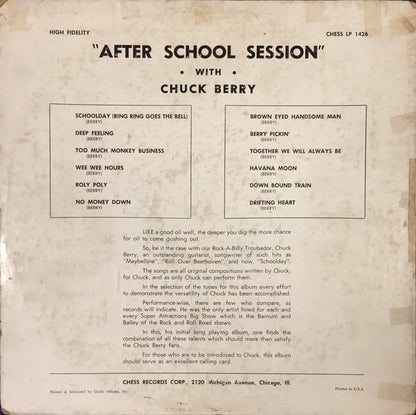 HIGH FIDELITY
CHESS LP 1426
"AFTER SCHOOL SESSION"
• WITH •
CHUCK BERRY
SCHOOLDAY (RING RING GOES THE BELL)
(BERRY)
DEEP FEELING
(BERRY)
TOO MUCH MONKEY BUSINESS
(BERRY)
WEE WEE HOURS
(BERRY)
ROLY POLY
(BERRY)
NO MONEY DOWN
(BERRY)
BROWN EYED HANDSOME MAN
(BERRY)
BERRY PICKIN'
(BERRY)
TOGETHER WE WILL ALWAYS BE
(BERRY)
HAVANA MOON
(BERRY)
DOWN BOUND TRAIN
(BERRY)
DRIFTING HEART
(BERRY)
LIKE a good oil well, the deeper you dig the more chance
for oil to come gushing out.
So, be it the case with our Rock-A-Billy Troubador, Chuck
Berry, an outstanding guitarist, songwriter of such hits as
"Maybelline", "Roll Over Beethoven", and now, "Schoolday".
The songs are all original compositions written by Chuck,
for Chuck, and as only Chuck can perform them.
In the selection of the tunes for this album every effort
to demonstrate the versatility of Chuck has been accomplished.
Performance-wise, there are few who compare, as
records will indicate. He was the only artist hired for each and
every Super Attractions Big Show which is the Barnum and
Bailey of the Rock and Roll Road shows.
In this, his initial long playing album, one finds the
combination of all these talents which should more than satisfy
the Chuck Berry fans.
For those who are to be introduced to Chuck, this album
should serve as an excellent calling card.
CHESS RECORDS CORP., 2120 Michigan Avenue, Chicago, Ill.
Printed & fabricated by Globe Albums, Inc.
Printed in U.S.A.